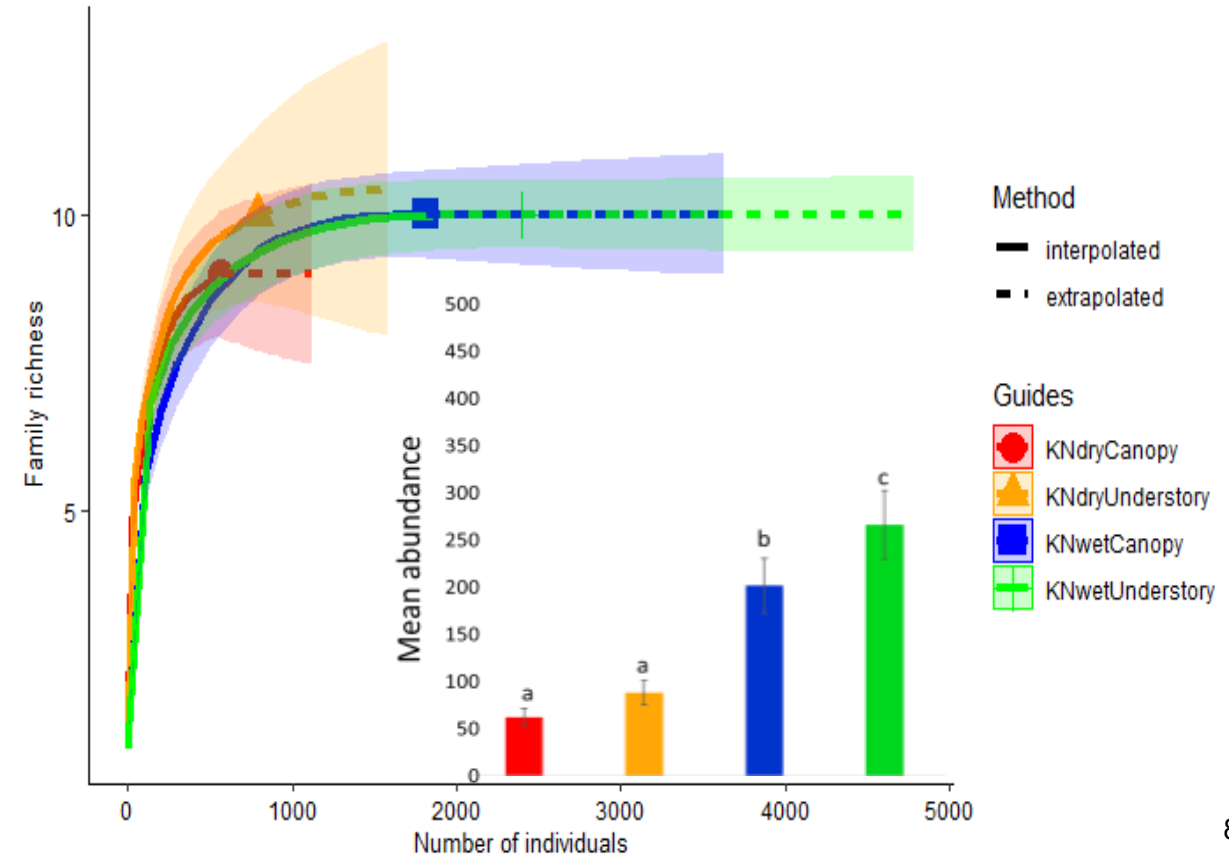 Family richness
10
5
0
1000
2000
3000
4000
5000
Number of individuals
Mean abundance
500
450
400
350
300
250
200
150
100
50
0
a
a
b
c
Method
interpolated
extrapolated
Guides
KNdryCanopy
KNdryUnderstory
KNwetCanopy
KNwetUnderstory